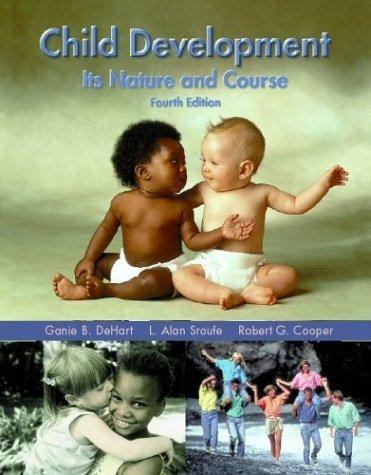 Child Development
Its Nature and Course
Fourth Edition
Ganie B. DeHart L. Alan Sroufe Robert G. Cooper